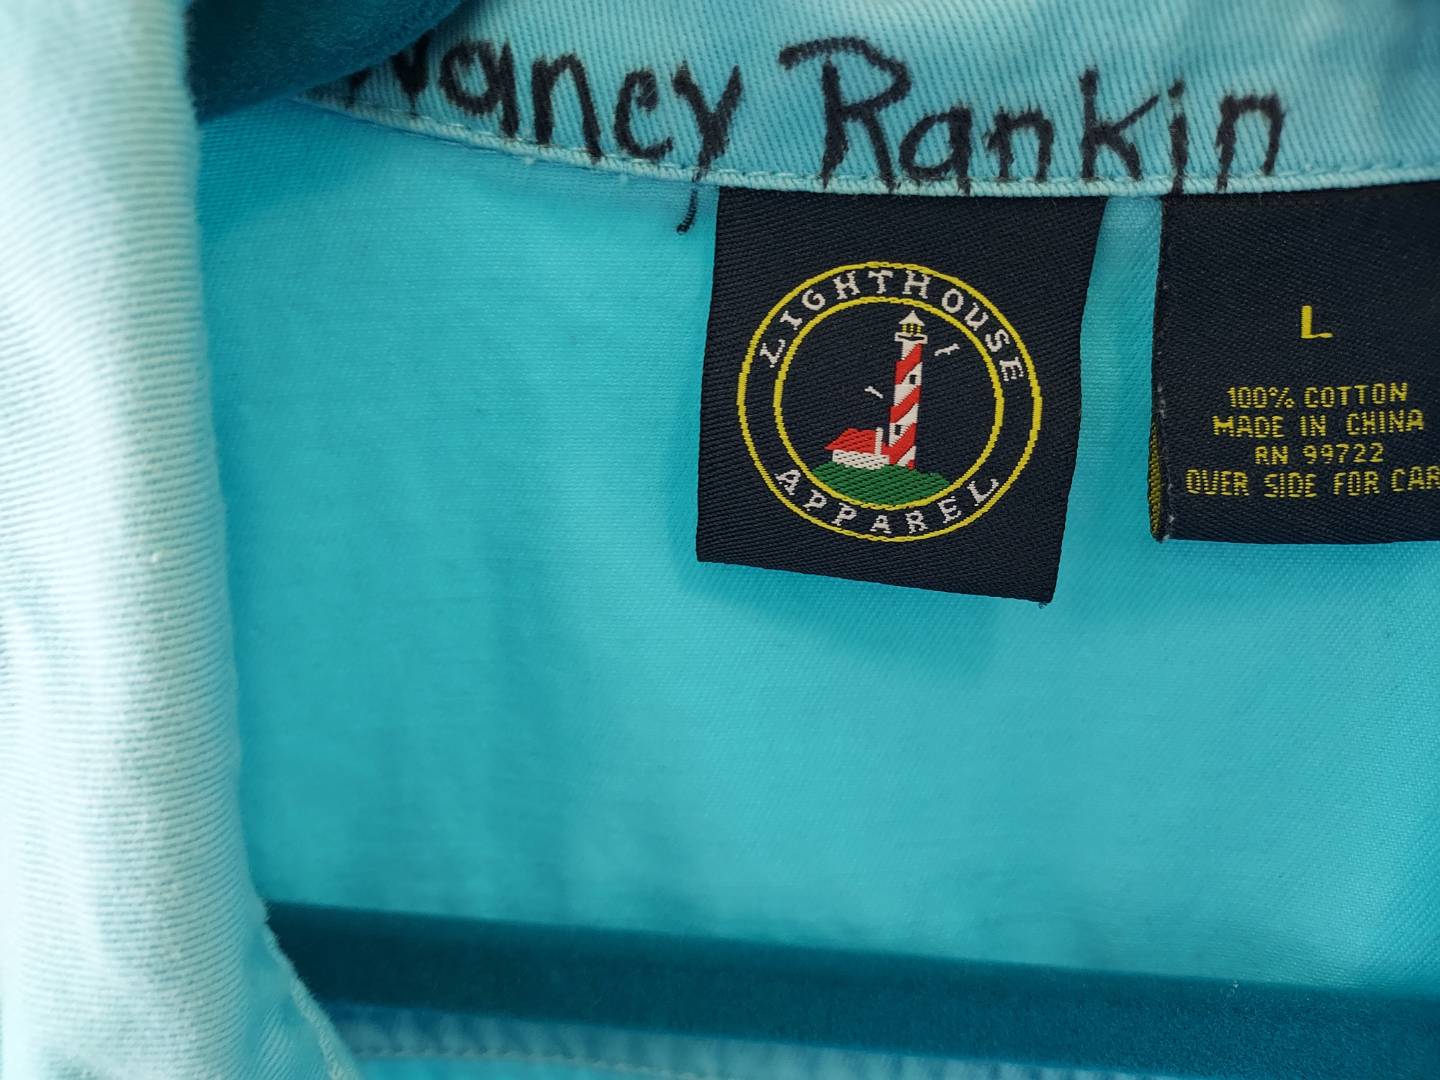 Nancy Rankin
LIGHTHOUSE
APPAREL
L
100% COTTON
MADE IN CHINA
RN 99722
OVER SIDE FOR CAR